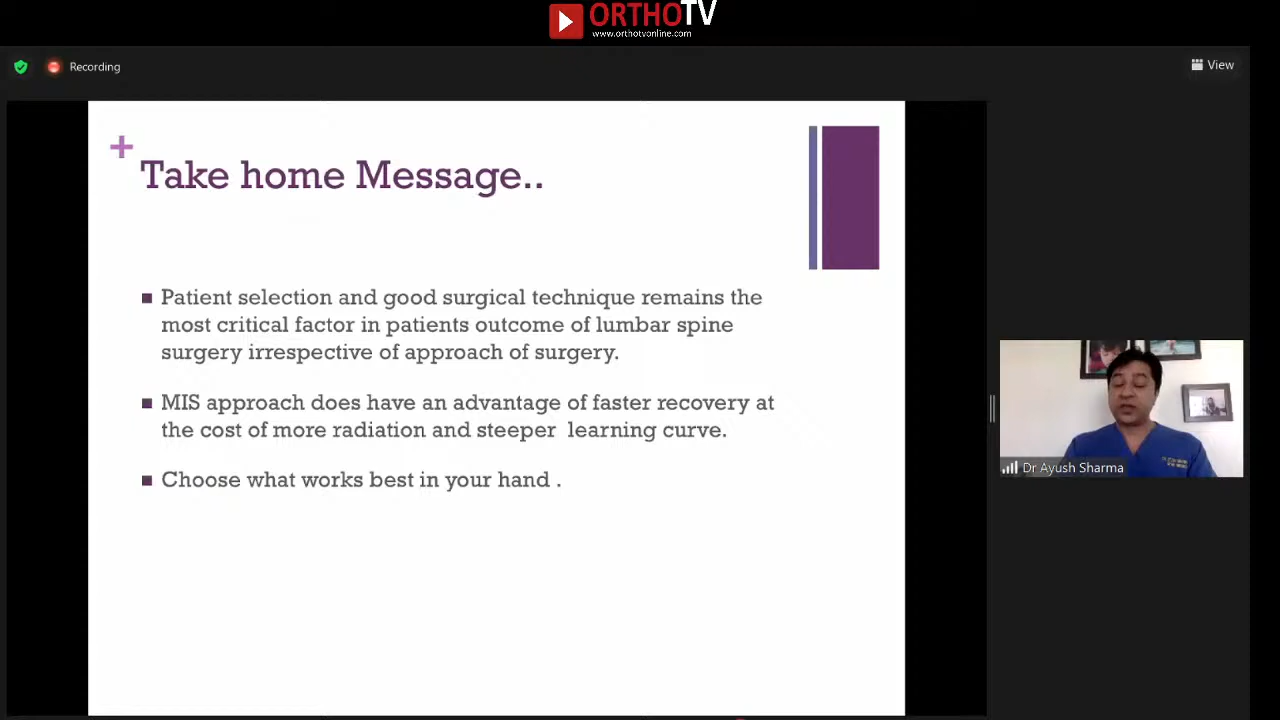 ORTHOTV
www.orthotvonline.com
Recording
View
+
Take home Message..
Patient selection and good surgical technique remains the
most critical factor in patients outcome of lumbar spine
surgery irrespective of approach of surgery.
MIS approach does have an advantage of faster recovery at
the cost of more radiation and steeper  learning curve.
Choose what works best in your hand .
Dr Ayush Sharma